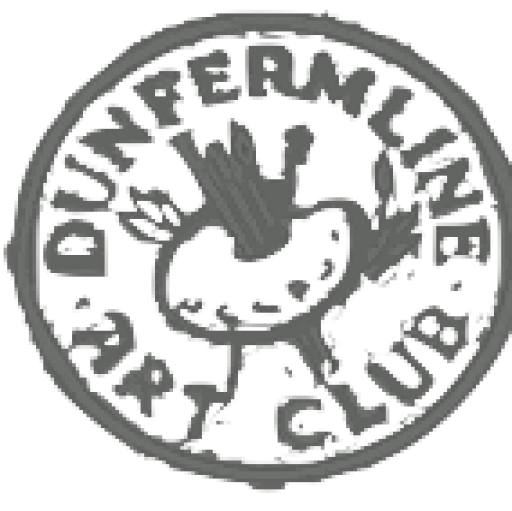 DUNFERMLINE
· ART CLUB ·